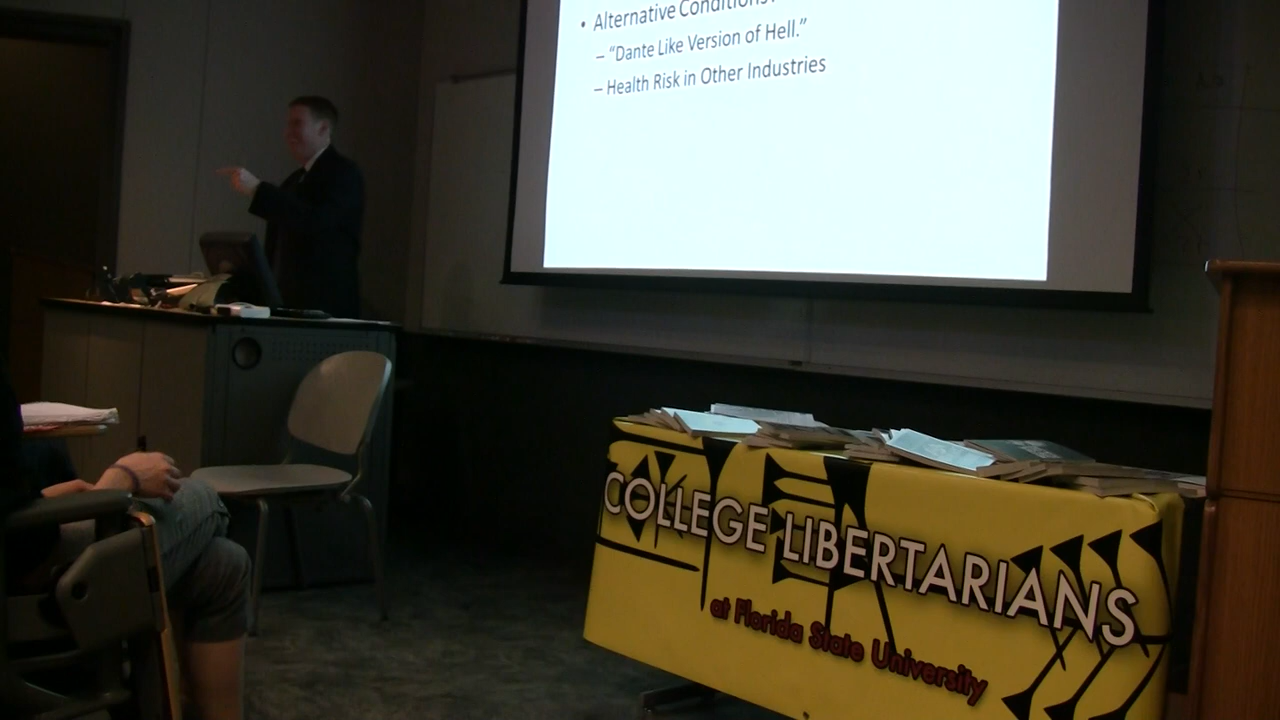 • Alternative Conditions?
– “Dante Like Version of Hell.”
– Health Risk in Other Industries
COLLEGE LIBERTARIANS
at Florida State University